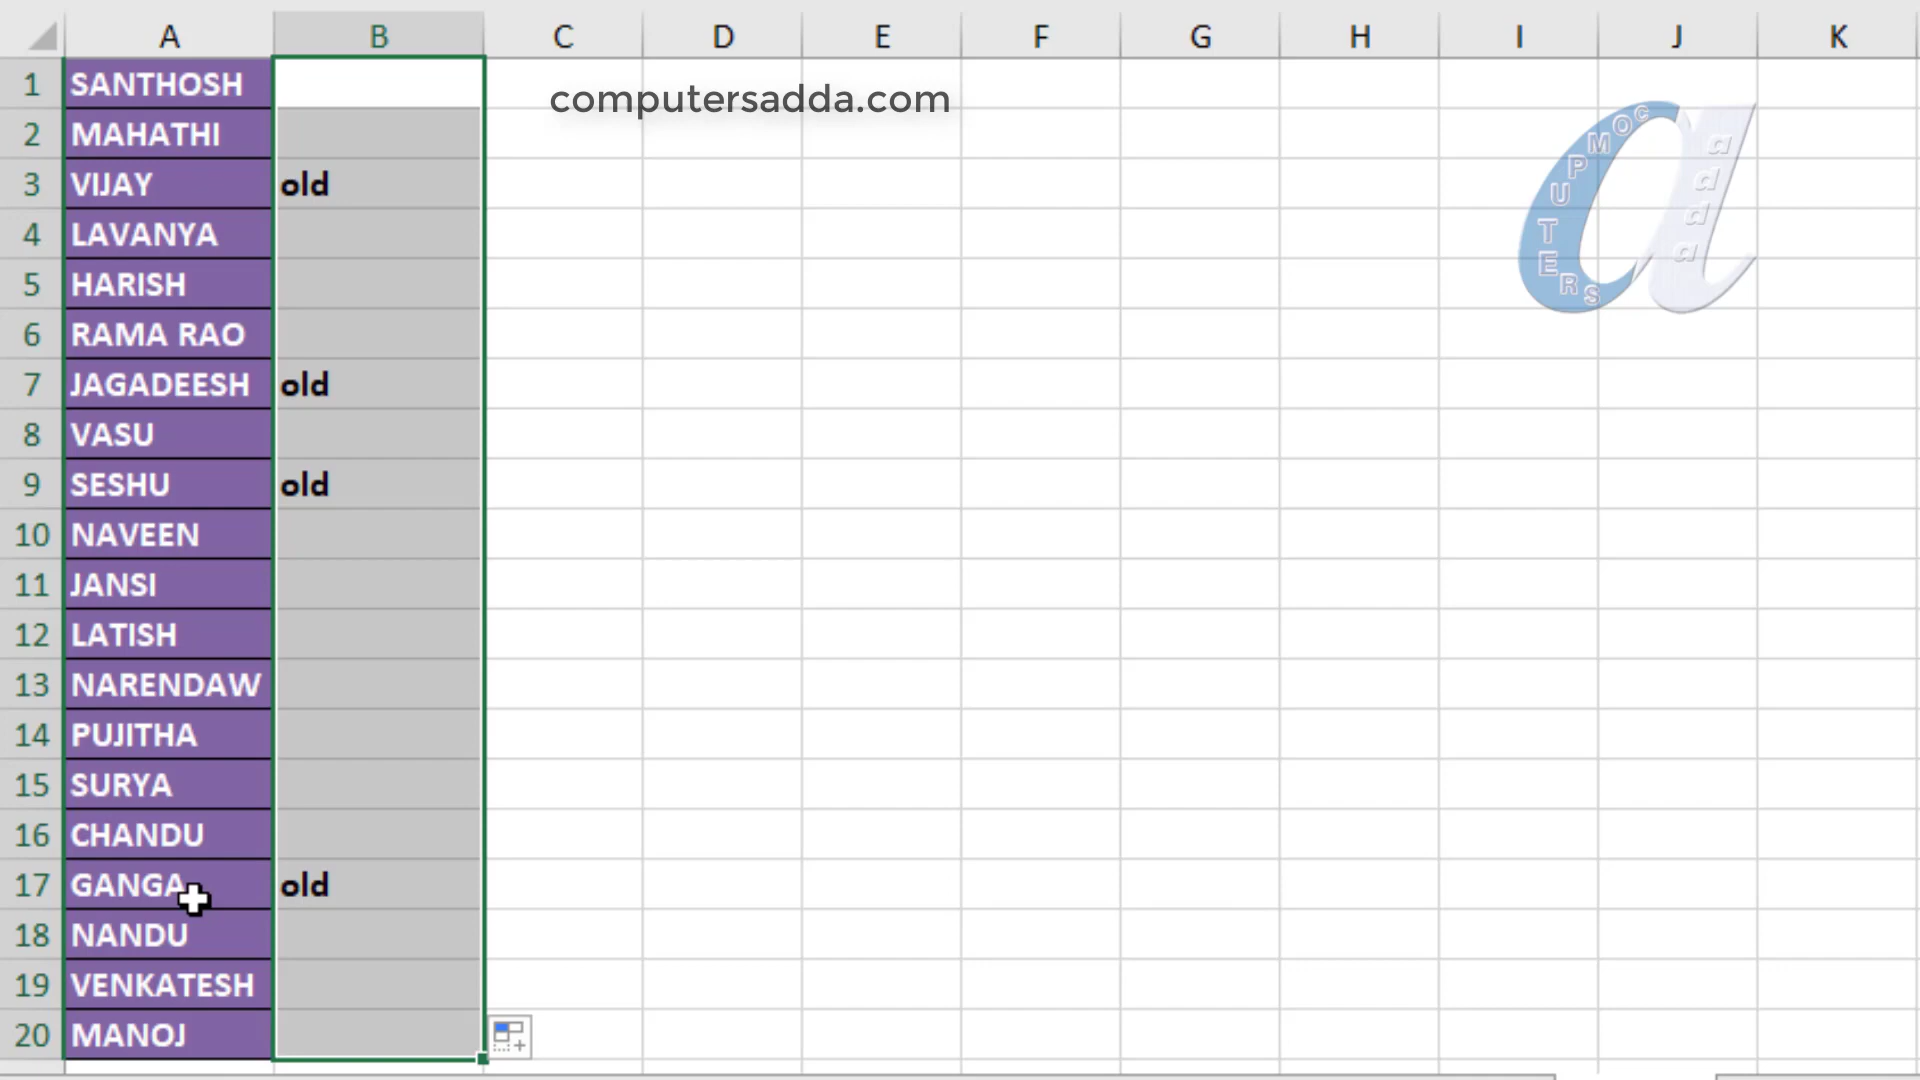 A B C D E F G H I J K
1 SANTHOSH
computersadda.com
2 MAHATHI
3 VIJAY old
4 LAVANYA
5 HARISH
6 RAMA RAO
7 JAGADEESH old
8 VASU
9 SESHU old
10 NAVEEN
11 JANSI
12 LATISH
13 NARENDAW
14 PUJITHA
15 SURYA
16 CHANDU
17 GANGA old
18 NANDU
19 VENKATESH
20 MANOJ
COMPUTERS
adda